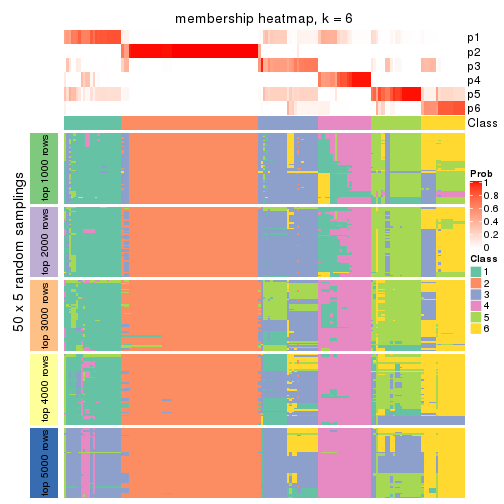 membership heatmap, k = 6
p1
p2
p3
p4
p5
p6
Class
50 x 5 random samplings
top 1000 rows
top 2000 rows
top 3000 rows
top 4000 rows
top 5000 rows
Prob
1
0.8
0.6
0.4
0.2
0
Class
1
2
3
4
5
6